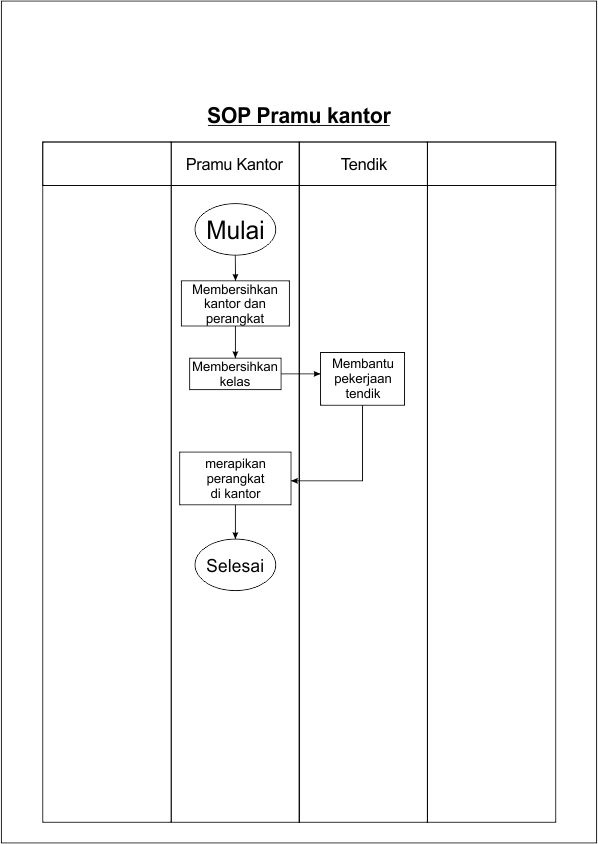 SOP Pramu kantor
Pramu Kantor
Tendik
Mulai
Membersihkan
kantor dan
perangkat
Membersihkan
kelas
Membantu
pekerjaan
tendik
merapikan
perangkat
di kantor
Selesai